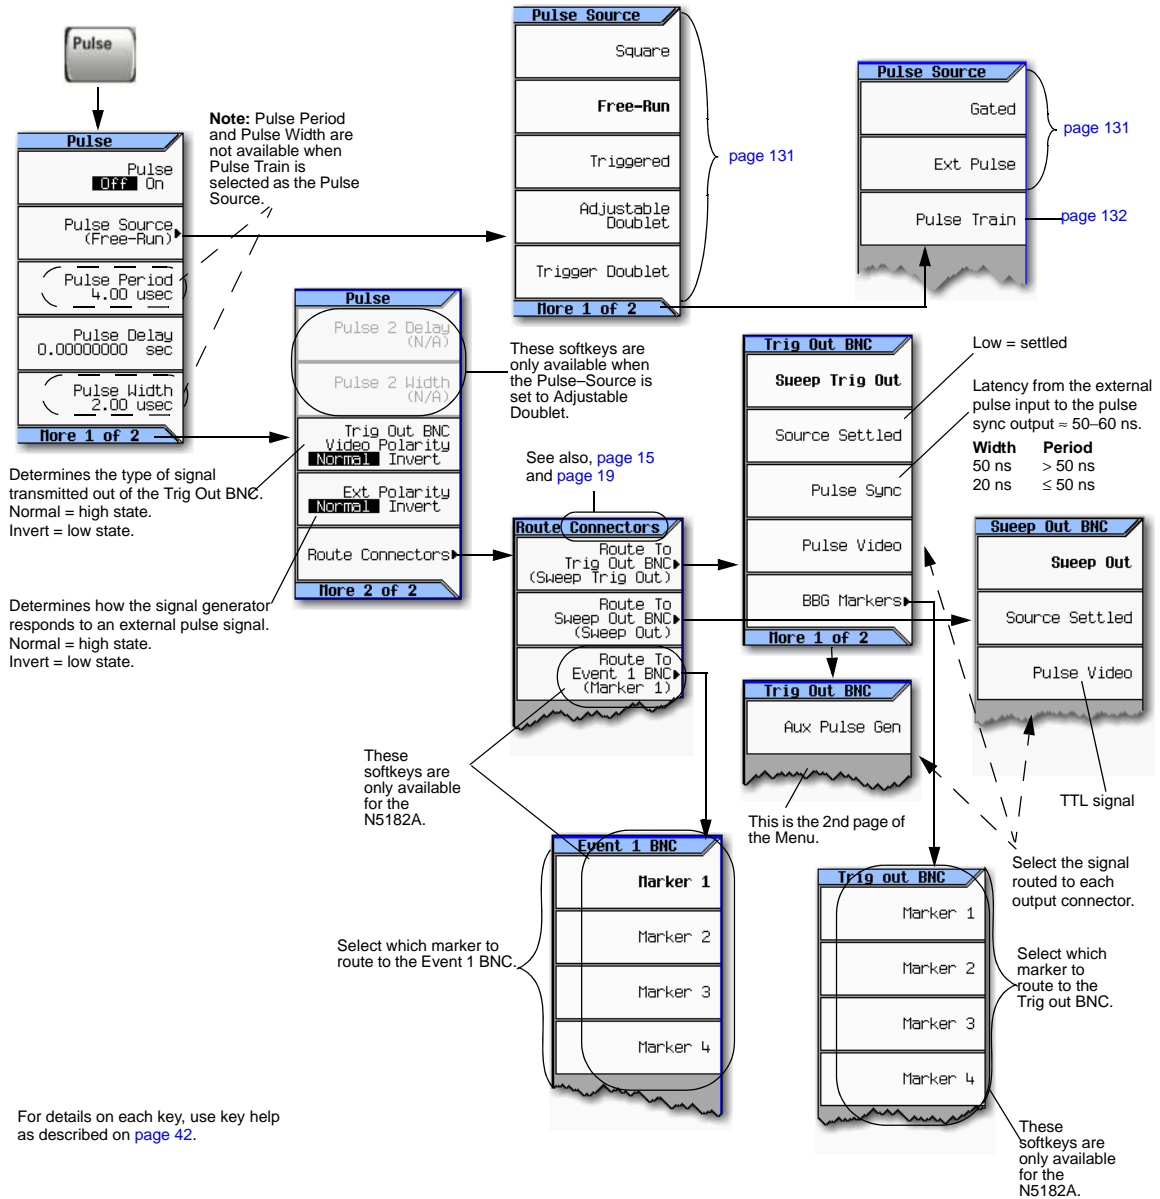 Pulse
Note: Pulse Period
and Pulse Width are
not available when
Pulse Train is
selected as the Pulse
Source.
Pulse
Pulse
Off On
Pulse Source
(Free-Run)
Pulse Period
4.00 usec
Pulse Delay
0.00000000 sec
Pulse Width
2.00 usec
More 1 of 2
Pulse Source
Square
Free-Run
Triggered
Adjustable
Doublet
Trigger Doublet
More 1 of 2
page 131
Pulse Source
Gated
Ext Pulse
Pulse Train
page 131
page 132
Pulse
Pulse 2 Delay
(N/A)
Pulse 2 Width
(N/A)
Trig Out BNC
Video Polarity
Normal Invert
Ext Polarity
Normal Invert
Route Connectors
More 2 of 2
These softkeys are
only available when
the Pulse–Source is
set to Adjustable
Doublet.
Determines the type of signal
transmitted out of the Trig Out BNC.
Normal = high state.
Invert = low state.
Determines how the signal generator
responds to an external pulse signal.
Normal = high state.
Invert = low state.
See also, page 15
and page 19
Route Connectors
Route To
Trig Out BNC
(Sweep Trig Out)
Route To
Sweep Out BNC
(Sweep Out)
Route To
Event 1 BNC
(Marker 1)
Trig Out BNC
Sweep Trig Out
Source Settled
Pulse Sync
Pulse Video
BBG Markers
More 1 of 2
Low = settled
Latency from the external
pulse input to the pulse
sync output ≈ 50–60 ns.
Width Period
50 ns > 50 ns
20 ns ≤ 50 ns
Sweep Out BNC
Sweep Out
Source Settled
Pulse Video
Trig Out BNC
Aux Pulse Gen
This is the 2nd page of
the Menu.
TTL signal
Select the signal
routed to each
output connector.
These
softkeys are
only available
for the
N5182A.
Event 1 BNC
Marker 1
Marker 2
Marker 3
Marker 4
Select which marker to
route to the Event 1 BNC.
Trig out BNC
Marker 1
Marker 2
Marker 3
Marker 4
Select which
marker to
route to the
Trig out BNC.
These
softkeys are
only available
for the
N5182A.
For details on each key, use key help
as described on page 42.